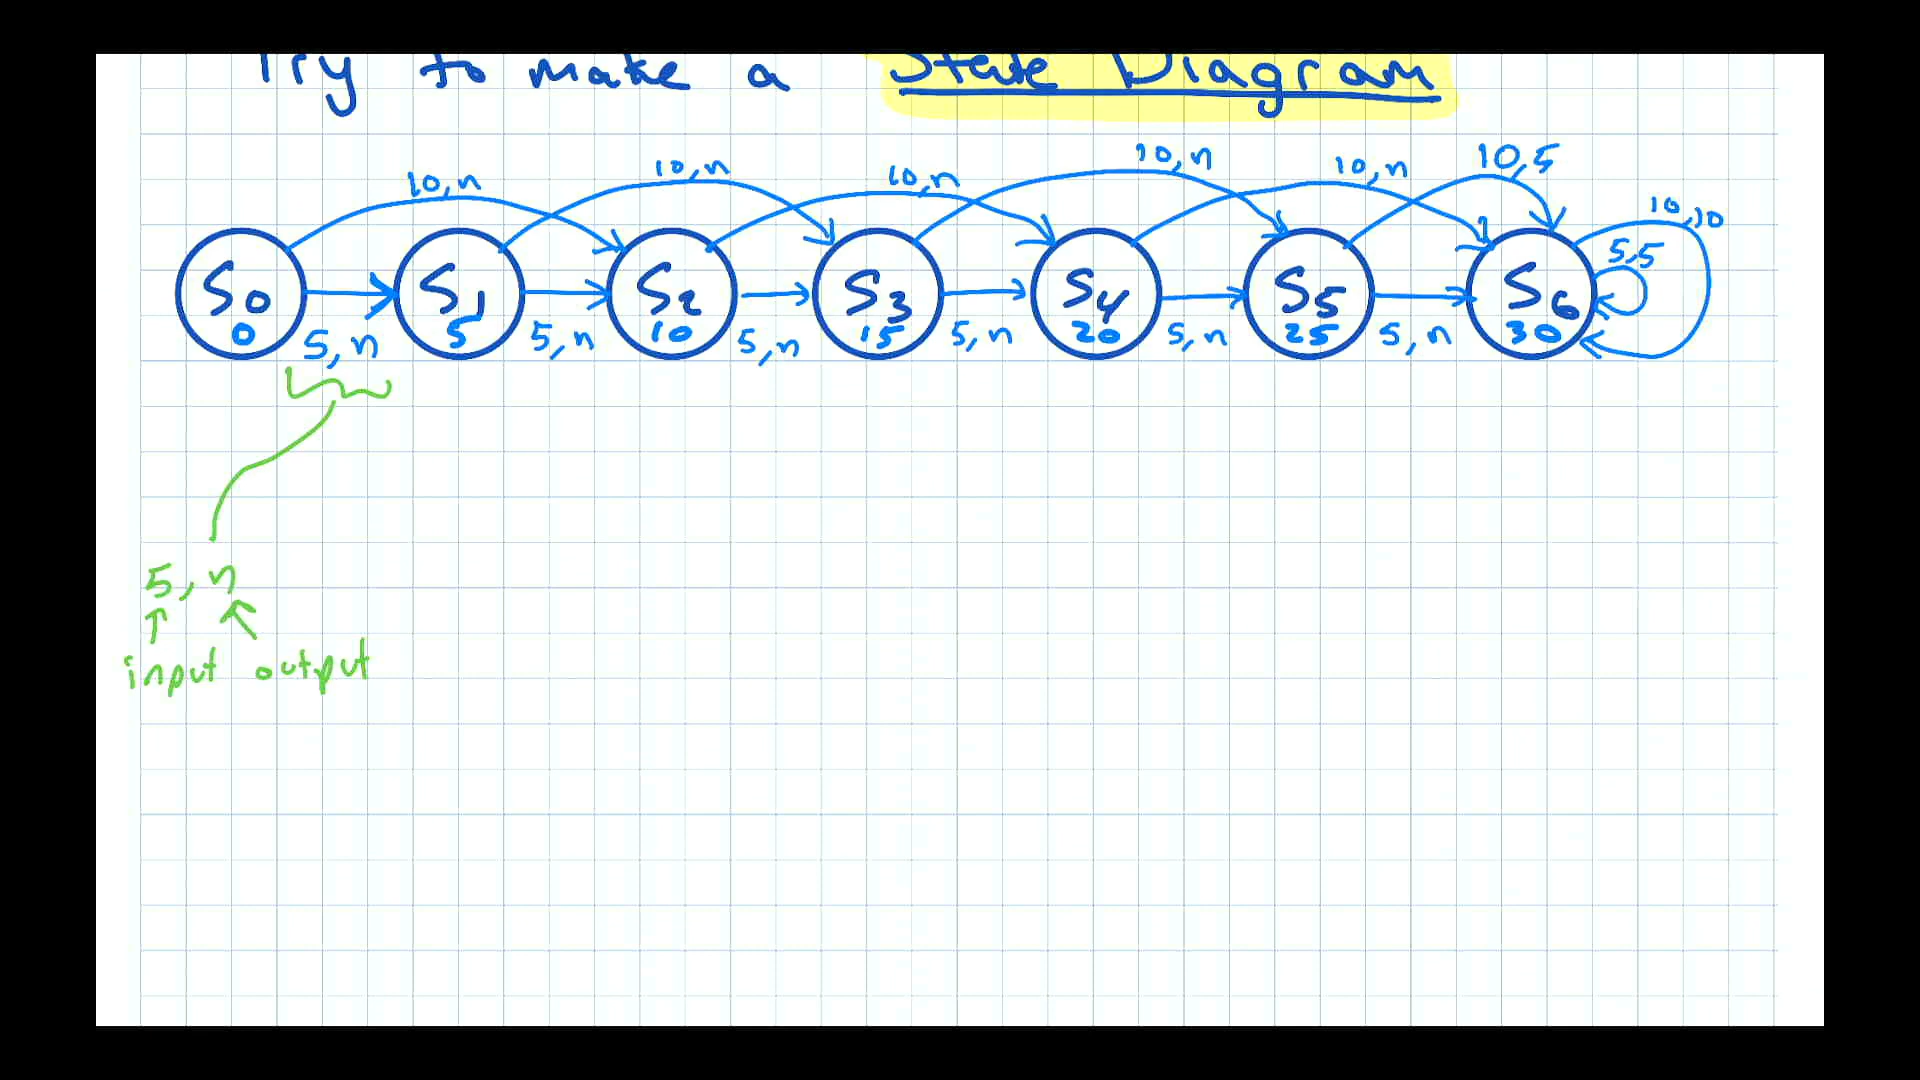 Try to make a State Diagram
10,n 10,n 10,n 10,n 10,n 10,5 10,10
5,5
S0 S1 S2 S3 S4 S5 S6
0 5 10 15 20 25 30
5,n 5,n 5,n 5,n 5,n 5,n
5,n
input output